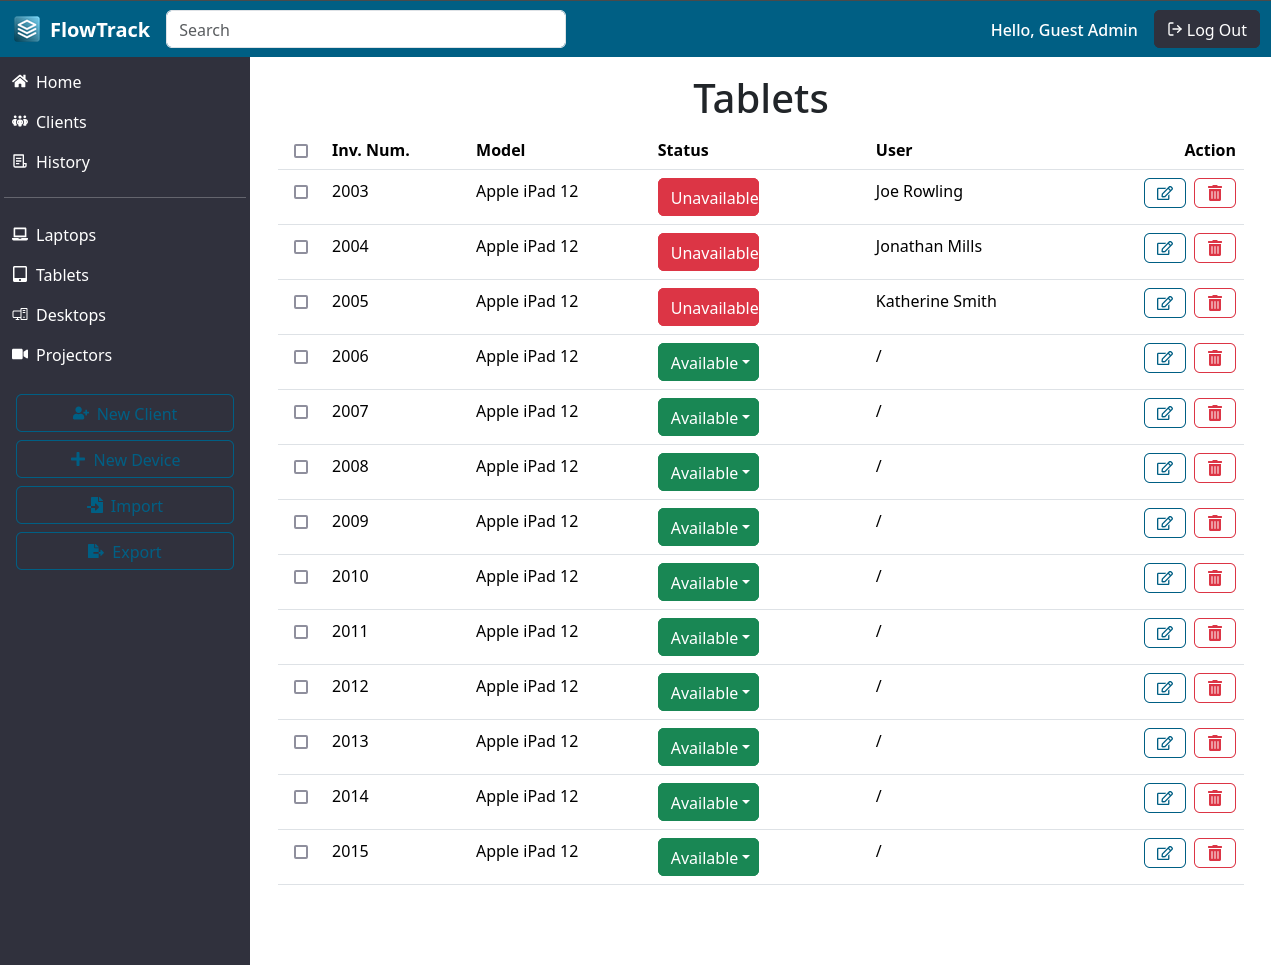 FlowTrack Search Hello, Guest Admin Log Out
Home
Clients
History
Laptops
Tablets
Desktops
Projectors
New Client
New Device
Import
Export
Tablets
Inv. Num. Model Status User Action
2003 Apple iPad 12 Unavailable Joe Rowling
2004 Apple iPad 12 Unavailable Jonathan Mills
2005 Apple iPad 12 Unavailable Katherine Smith
2006 Apple iPad 12 Available /
2007 Apple iPad 12 Available /
2008 Apple iPad 12 Available /
2009 Apple iPad 12 Available /
2010 Apple iPad 12 Available /
2011 Apple iPad 12 Available /
2012 Apple iPad 12 Available /
2013 Apple iPad 12 Available /
2014 Apple iPad 12 Available /
2015 Apple iPad 12 Available /